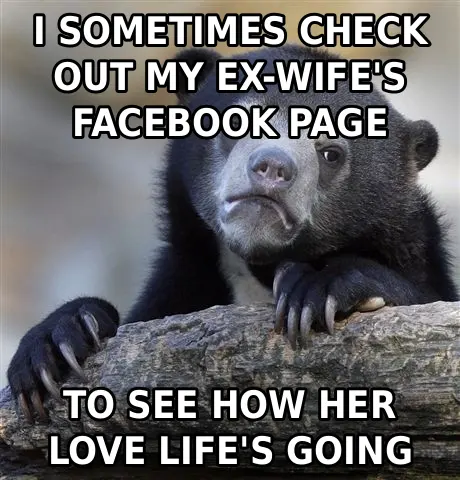 I SOMETIMES CHECK
OUT MY EX-WIFE'S
FACEBOOK PAGE
TO SEE HOW HER
LOVE LIFE'S GOING